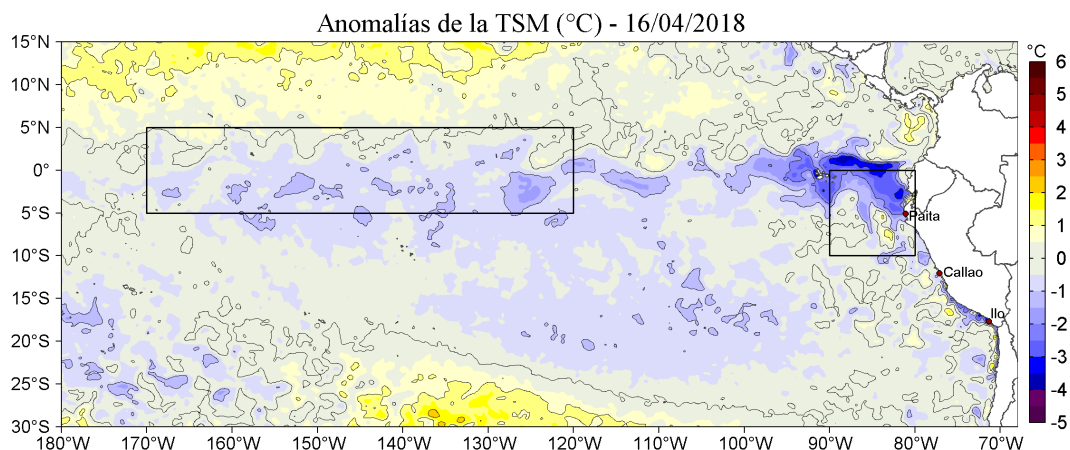 Anomalías de la TSM (°C) - 16/04/2018
°C
15°N
10°N
5°N
0°
5°S
10°S
15°S
20°S
25°S
30°S
180°W
170°W
160°W
150°W
140°W
130°W
120°W
110°W
100°W
90°W
80°W
70°W
Paita
Callao
Ilo
6
5
4
3
2
1
0
-1
-2
-3
-4
-5